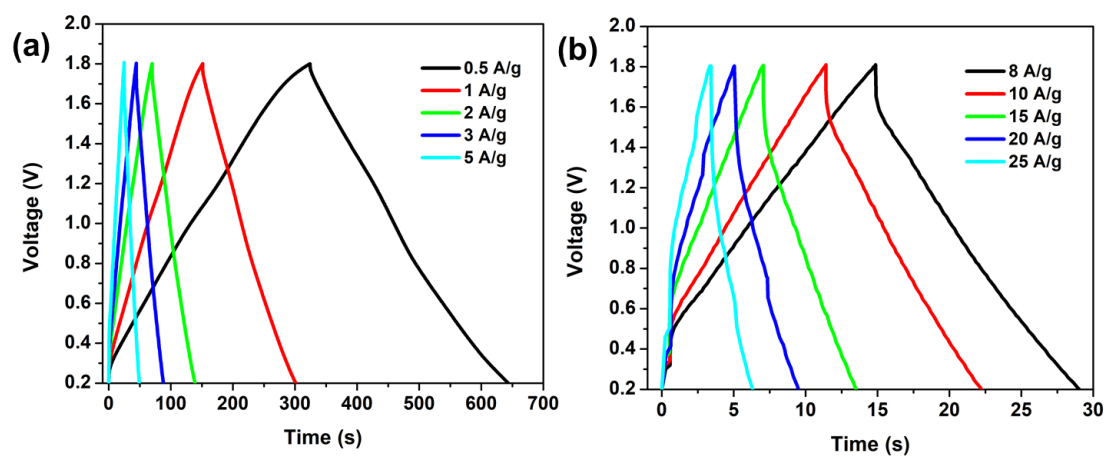 (a)
2.0
1.8
1.6
1.4
1.2
1.0
0.8
0.6
0.4
0.2
Voltage (V)
0.5 A/g
1 A/g
2 A/g
3 A/g
5 A/g
0 100 200 300 400 500 600 700
Time (s)
(b)
2.0
1.8
1.6
1.4
1.2
1.0
0.8
0.6
0.4
0.2
Voltage (V)
8 A/g
10 A/g
15 A/g
20 A/g
25 A/g
0 5 10 15 20 25 30
Time (s)